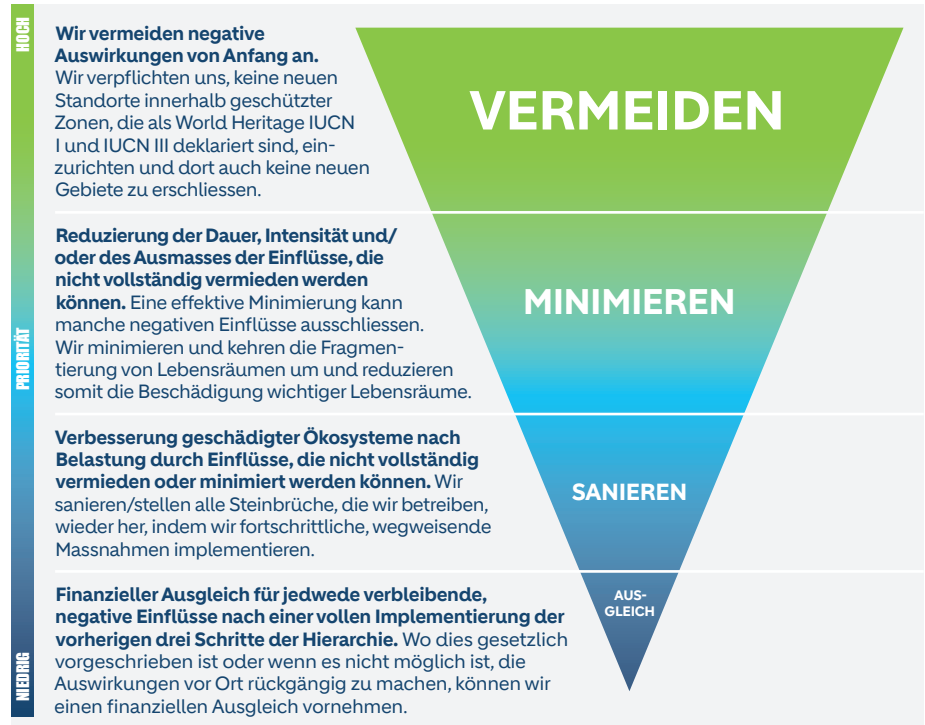 HOCH
Wir vermeiden negative
Auswirkungen von Anfang an.
Wir verpflichten uns, keine neuen
Standorte innerhalb geschützter
Zonen, die als World Heritage IUCN
I und IUCN III deklariert sind, ein-
zurichten und dort auch keine neuen
Gebiete zu erschliessen.
VERMEIDEN
Reduzierung der Dauer, Intensität und/
oder des Ausmasses der Einflüsse, die
nicht vollständig vermieden werden
können. Eine effektive Minimierung kann
manche negativen Einflüsse ausschliessen.
Wir minimieren und kehren die Fragmen-
tierung von Lebensräumen um und reduzieren
somit die Beschädigung wichtiger Lebensräume.
MINIMIEREN
PRIORITÄT
Verbesserung geschädigter Ökosysteme nach
Belastung durch Einflüsse, die nicht vollständig
vermieden oder minimiert werden können. Wir
sanieren/stellen alle Steinbrüche, die wir betreiben,
wieder her, indem wir fortschrittliche, wegweisende
Massnahmen implementieren.
SANIEREN
Finanzieller Ausgleich für jedwede verbleibende,
negative Einflüsse nach einer vollen Implementierung der
vorherigen drei Schritte der Hierarchie. Wo dies gesetzlich
vorgeschrieben ist oder wenn es nicht möglich ist, die
Auswirkungen vor Ort rückgängig zu machen, können wir
einen finanziellen Ausgleich vornehmen.
AUS-
GLEICH
NIEDRIG